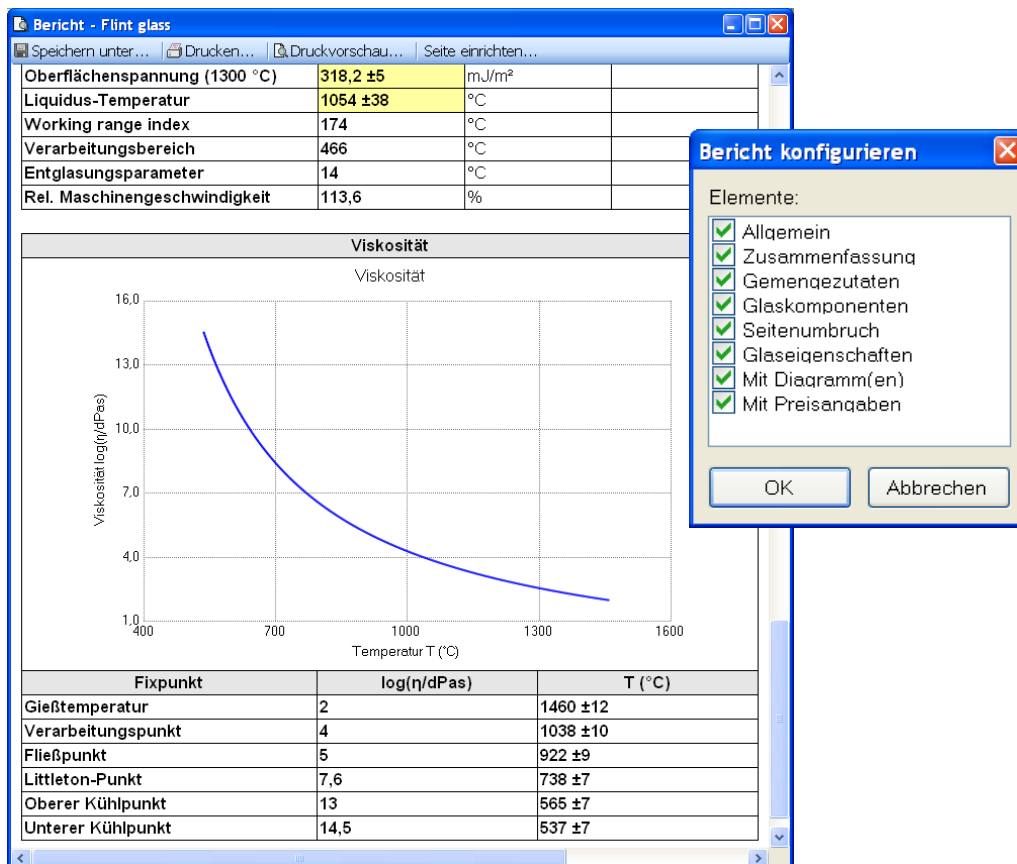 Bericht - Flint glass
Speichern unter... Drucken... Druckvorschau... Seite einrichten...
Oberflächenspannung (1300 °C) 318,2 ±5 mJ/m²
Liquidus-Temperatur 1054 ±38 °C
Working range index 174 °C
Verarbeitungsbereich 466 °C
Entglasungsparameter 14 °C
Rel. Maschinengeschwindigkeit 113,6 %
Viskosität
Viskosität
16,0
13,0
10,0
7,0
4,0
1,0
Viskosität log(η/dPas)
400 700 1000 1300 1600
Temperatur T (°C)
Fixpunkt log(η/dPas) T (°C)
Gießtemperatur 2 1460 ±12
Verarbeitungspunkt 4 1038 ±10
Fließpunkt 5 922 ±9
Littleton-Punkt 7,6 738 ±7
Oberer Kühlpunkt 13 565 ±7
Unterer Kühlpunkt 14,5 537 ±7
Bericht konfigurieren
Elemente:
Allgemein
Zusammenfassung
Gemengezutaten
Glaskomponenten
Seitenumbruch
Glaseigenschaften
Mit Diagramm(en)
Mit Preisangaben
OK Abbrechen